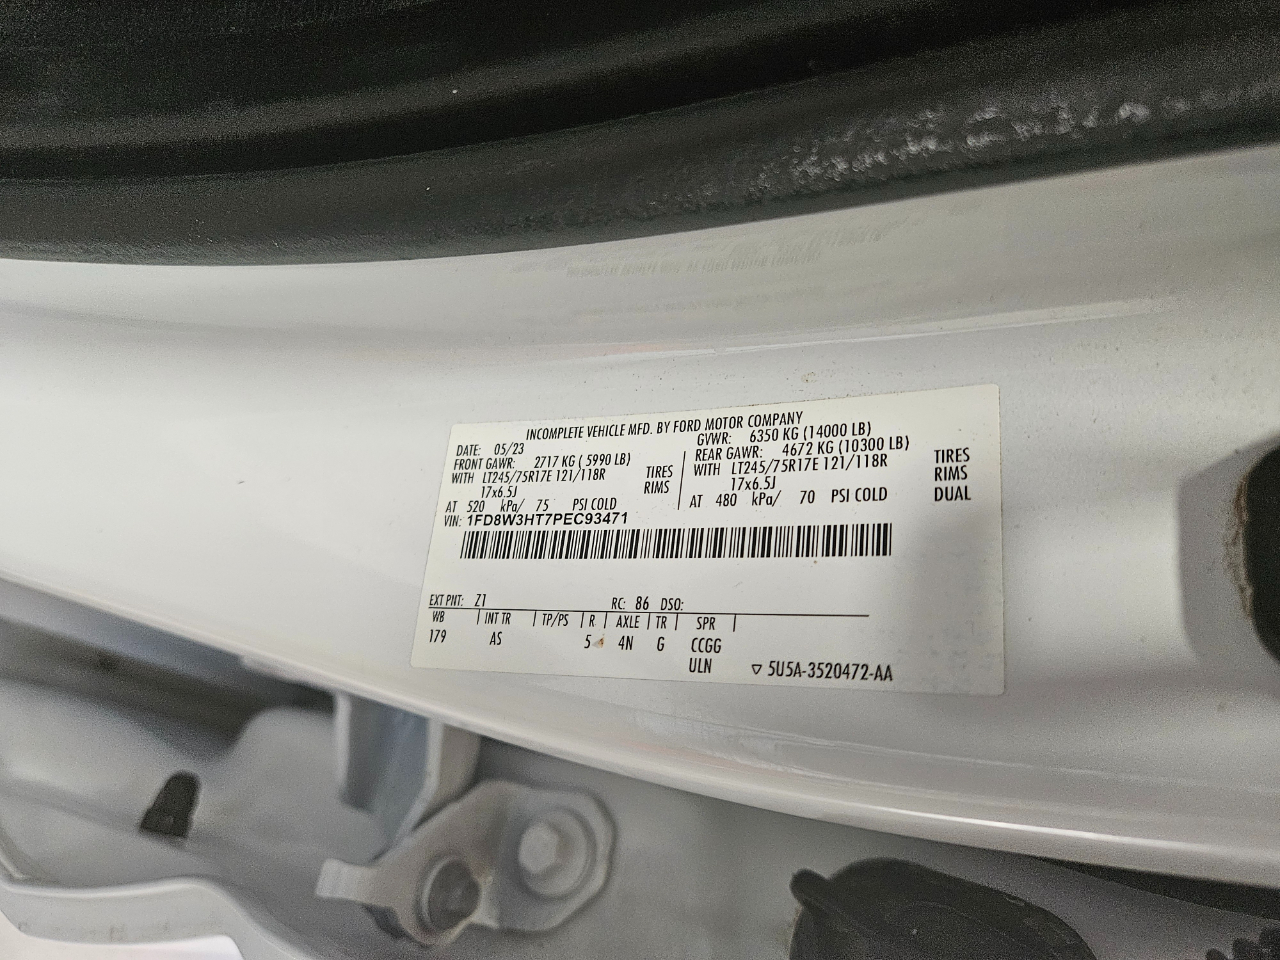 INCOMPLETE VEHICLE MFD. BY FORD MOTOR COMPANY
DATE: 05/23 GVWR: 6350 KG (14000 LB)
FRONT GAWR: 2717 KG ( 5990 LB) REAR GAWR: 4672 KG (10300 LB)
WITH LT245/75R17E 121/118R TIRES WITH LT245/75R17E 121/118R TIRES
17x6.5J RIMS 17x6.5J RIMS
AT 520 kPa/ 75 PSI COLD AT 480 kPa/ 70 PSI COLD DUAL
VIN: 1FD8W3HT7PEC93471
EXT PNT: Z1 RC: 86 DSO:
WB INT TR TP/PS R AXLE TR SPR
179 AS 5 4N G CCGG
ULN ▽ 5U5A-3520472-AA